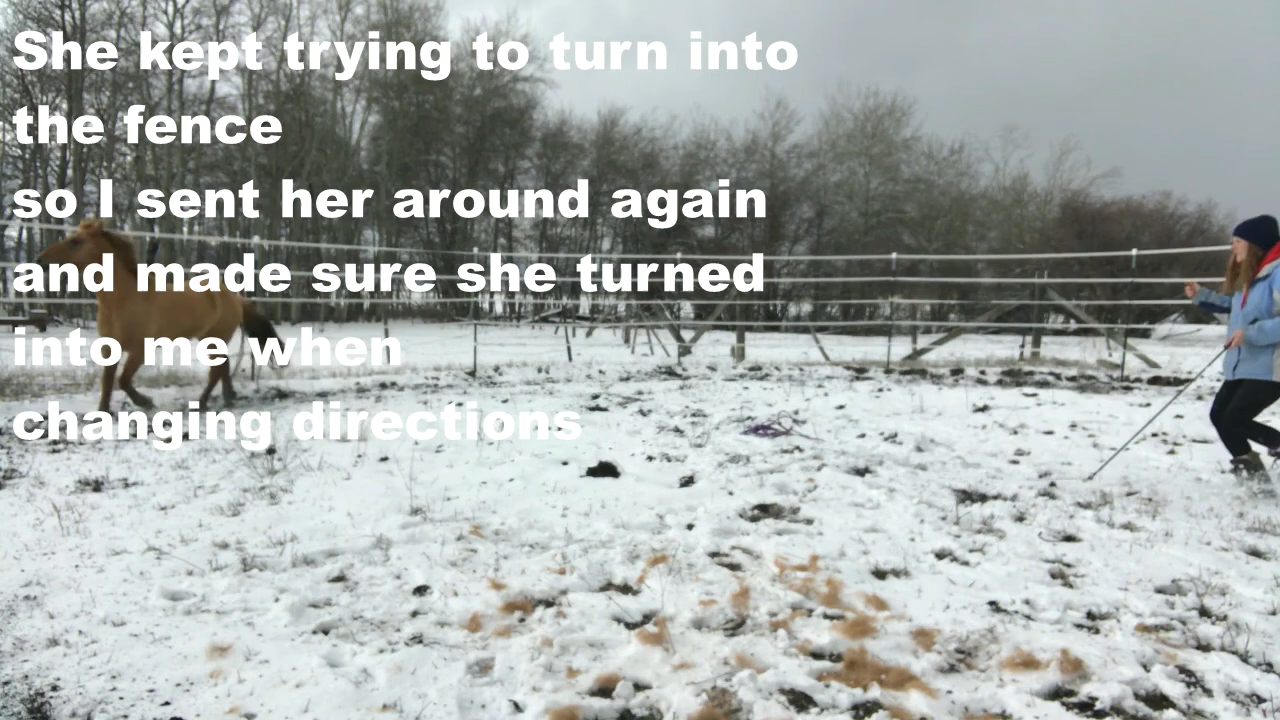 She kept trying to turn into
the fence
so I sent her around again
and made sure she turned
into me when
changing directions